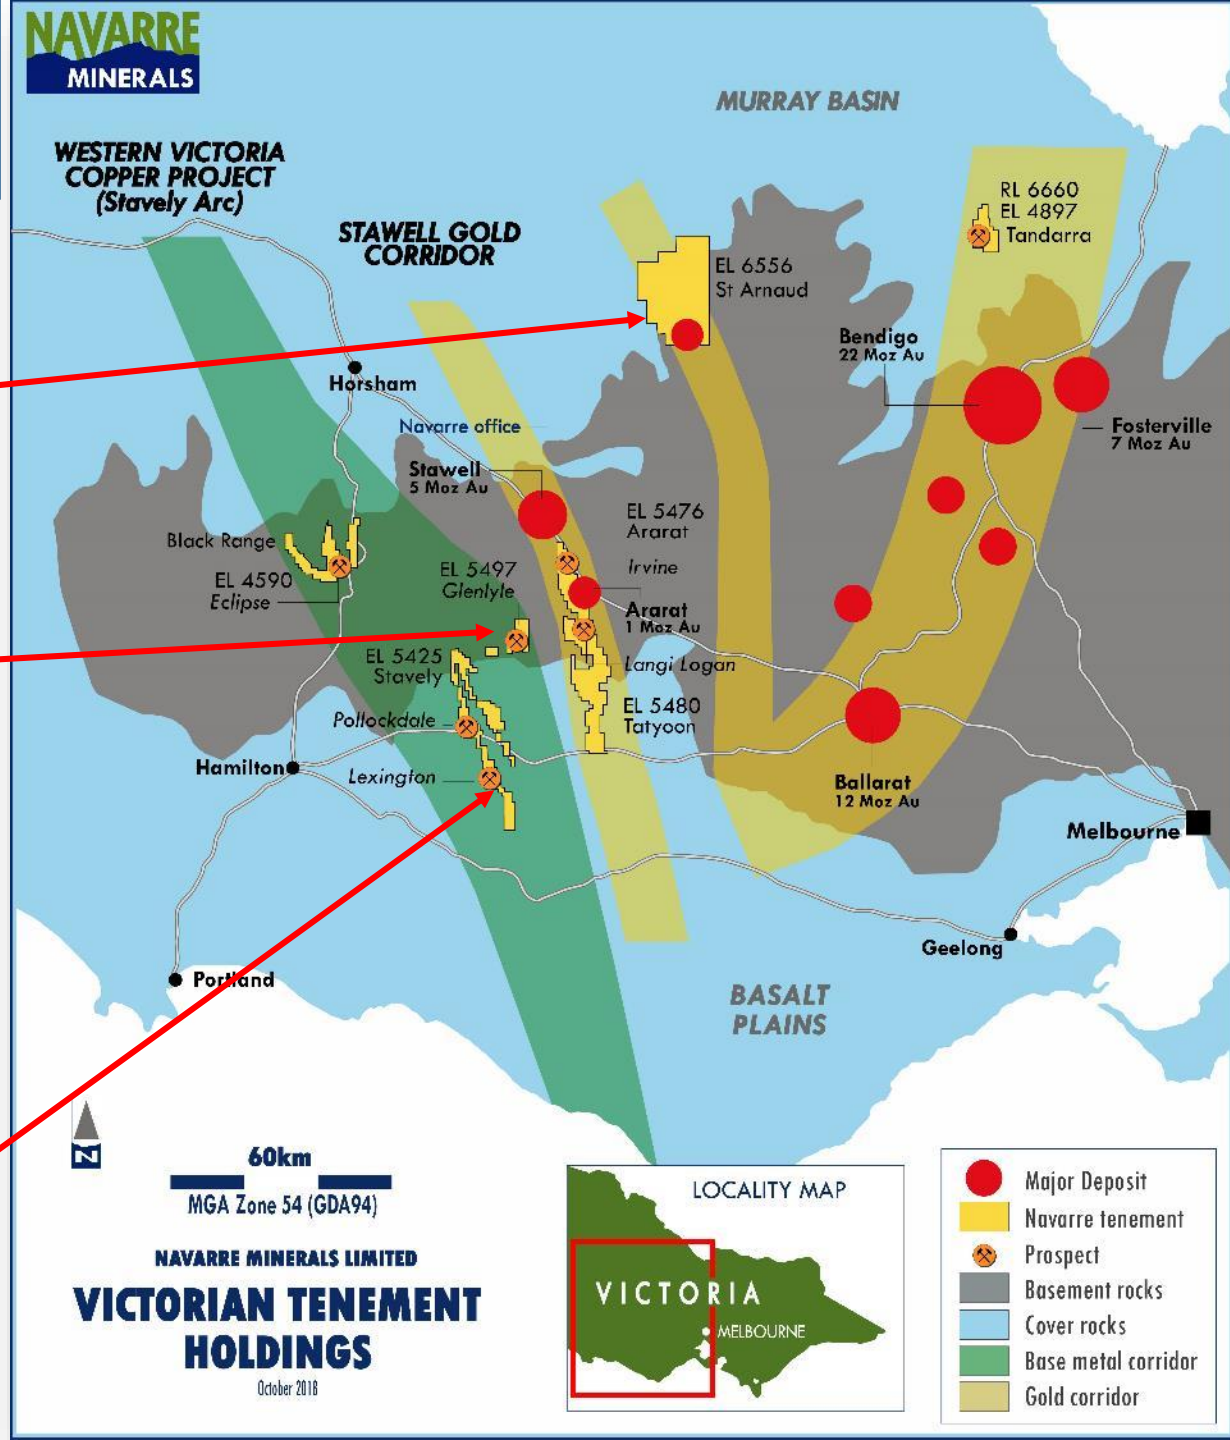 NAVARRE
MINERALS
MURRAY BASIN
WESTERN VICTORIA
COPPER PROJECT
(Stavely Arc)
STAWELL GOLD
CORRIDOR
RL 6660
EL 4897
Tandarra
EL 6556
St Arnaud
Bendigo
22 Moz Au
Horsham
Navarre office
Fosterville
7 Moz Au
Stawell
5 Moz Au
EL 5476
Ararat
Irvine
Black Range
EL 4590
Eclipse
EL 5497
Glenlyle
Ararat
1 Moz Au
EL 5425
Stavely
Langi Logan
EL 5480
Tatyoon
Pollockdale
Hamilton
Lexington
Ballarat
12 Moz Au
Melbourne
Geelong
Portland
BASALT
PLAINS
N
60km
MGA Zone 54 (GDA94)
NAVARRE MINERALS LIMITED
VICTORIAN TENEMENT
HOLDINGS
October 2018
LOCALITY MAP
VICTORIA
MELBOURNE
Major Deposit
Navarre tenement
Prospect
Basement rocks
Cover rocks
Base metal corridor
Gold corridor